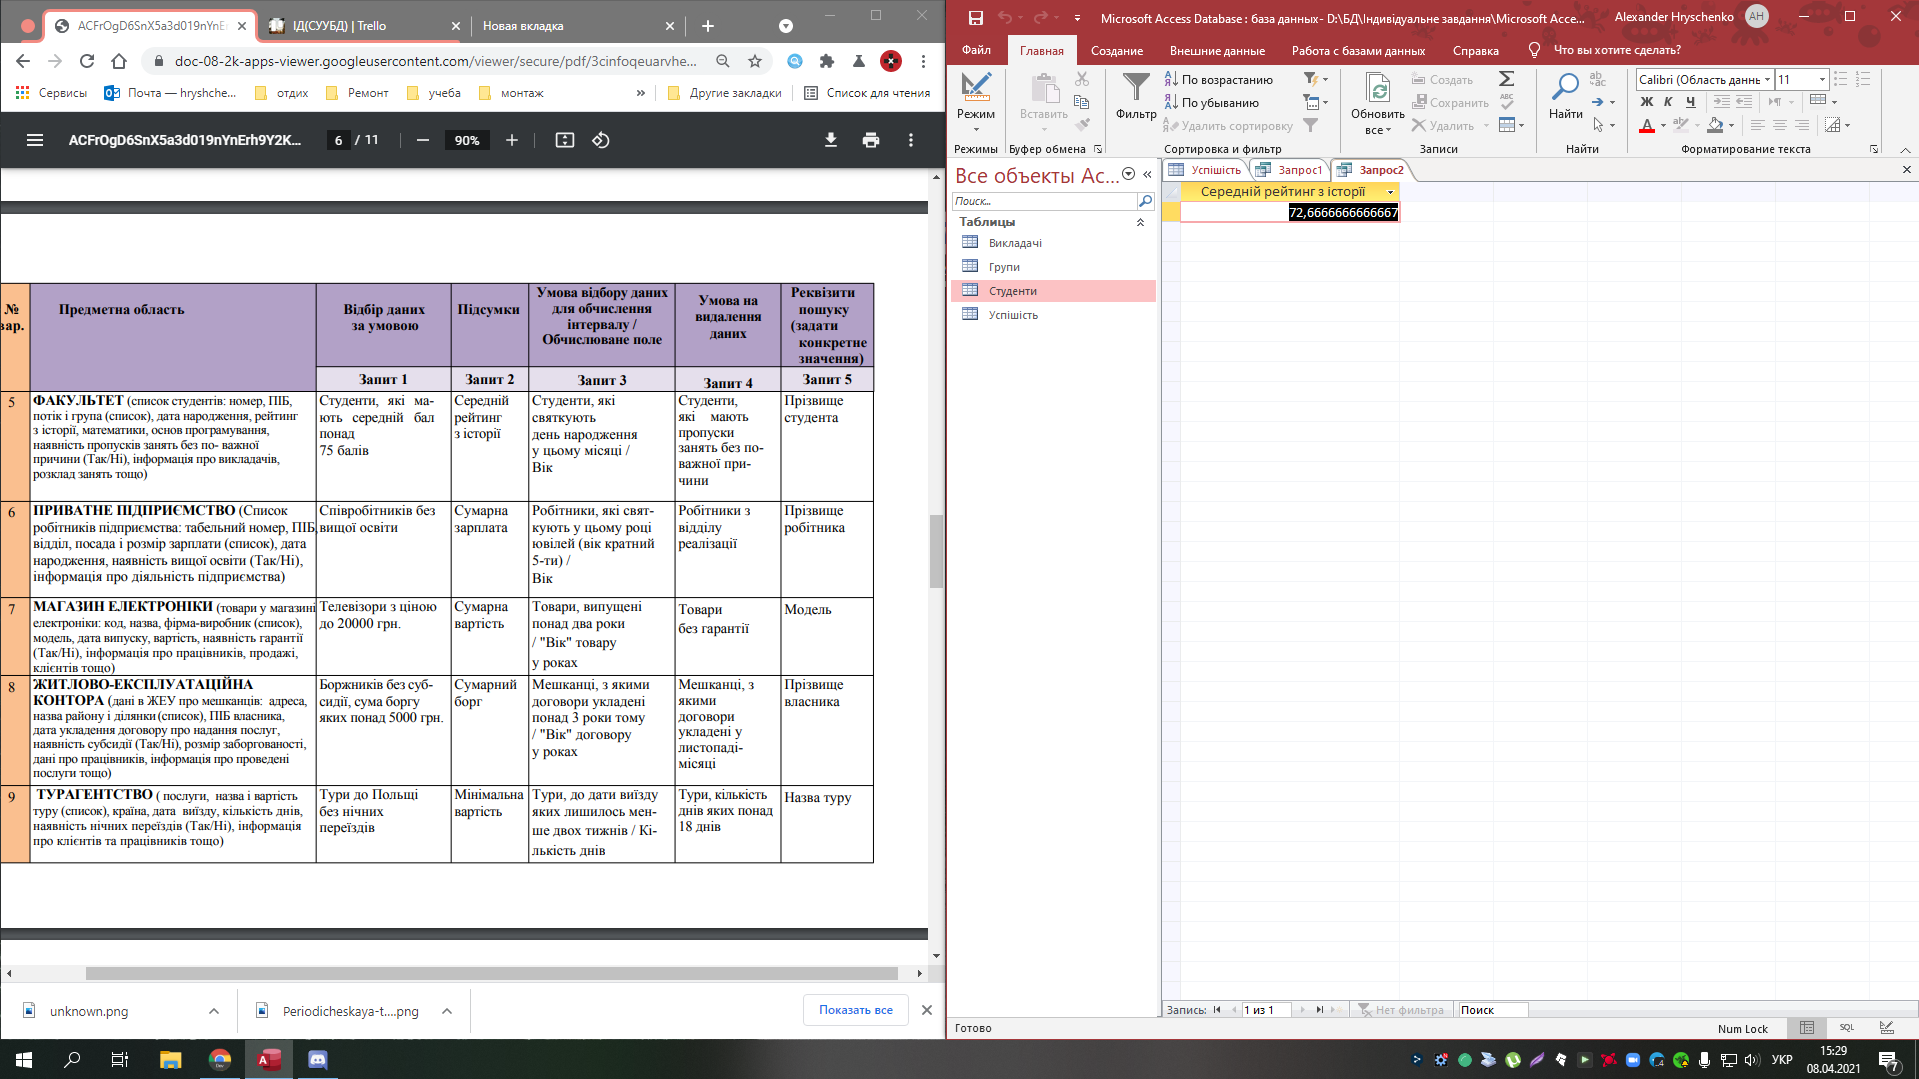 ACFrOgD6SnX5a3d019nYnEr
ІД(СУУБД) | Trello
Новая вкладка
doc-08-2k-apps-viewer.googleusercontent.com/viewer/secure/pdf/3cinfoqeuarvhe...
Сервисы
Почта — hryshche...
отдих
Ремонт
учеба
монтаж
»
Другие закладки
Список для чтения
ACFrOgD6SnX5a3d019nYnErh9Y2K...
6 / 11
90%
№ вар.
Предметна область
Відбір даних за умовою
Підсумки
Умова відбору даних для обчислення інтервалу / Обчислюване поле
Умова на видалення даних
Реквізити пошуку (задати конкретне значення)
Запит 1
Запит 2
Запит 3
Запит 4
Запит 5
5
ФАКУЛЬТЕТ (список студентів: номер, ПІБ,
потік і група (список), дата народження, рейтинг
з історії, математики, основ програмування,
наявність пропусків занять без по- важної
причини (Так/Ні), інформація про викладачів,
розклад занять тощо)
Студенти, які ма-
ють середній бал
понад
75 балів
Середній
рейтинг
з історії
Студенти, які
святкують
день народження
у цьому місяці /
Вік
Студенти,
які мають
пропуски
занять без по-
важної при-
чини
Прізвище
студента
6
ПРИВАТНЕ ПІДПРИЄМСТВО (Список
робітників підприємства: табельний номер, ПІБ,
відділ, посада і розмір зарплати (список), дата
народження, наявність вищої освіти (Так/Ні),
інформація про діяльність підприємства)
Співробітників без
вищої освіти
Сумарна
зарплата
Робітники, які свят-
кують у цьому році
ювілей (вік кратний
5-ти) /
Вік
Робітники з
відділу
реалізації
Прізвище
робітника
7
МАГАЗИН ЕЛЕКТРОНІКИ (товари у магазині
електроніки: код, назва, фірма-виробник (список),
модель, дата випуску, вартість, наявність гарантії
(Так/Ні), інформація про працівників, продажі,
клієнтів тощо)
Телевізори з ціною
до 20000 грн.
Сумарна
вартість
Товари, випущені
понад два роки
/ "Вік" товару
у роках
Товари
без гарантії
Модель
8
ЖИТЛОВО-ЕКСПЛУАТАЦІЙНА
КОНТОРА (дані в ЖЕУ про мешканців: адреса,
назва району і ділянки (список), ПІБ власника,
дата укладення договору про надання послуг,
наявність субсидії (Так/Ні), розмір заборгованості,
дані про працівників, інформація про проведені
послуги тощо)
Боржників без суб-
сидії, сума боргу
яких понад 5000 грн.
Сумарний
борг
Мешканці, з якими
договори укладені
понад 3 роки тому
/ "Вік" договору
у роках
Мешканці, з
якими
договори
укладені у
листопаді-
місяці
Прізвище
власника
9
ТУРАГЕНТСТВО ( послуги, назва і вартість
туру (список), країна, дата виїзду, кількість днів,
наявність нічних переїздів (Так/Ні), інформація
про клієнтів та працівників тощо)
Тури до Польщі
без нічних
переїздів
Мінімальна
вартість
Тури, до дати виїзду
яких лишилось мен-
ше двох тижнів / Кі-
лькість днів
Тури, кількість
днів яких понад
18 днів
Назва туру
unknown.png
Periodicheskaya-t....png
Показать все
Microsoft Access Database : база данных- D:\БД\Індивідуальне завдання\Microsoft Acce...
Alexander Hryschenko
AH
Файл
Главная
Создание
Внешние данные
Работа с базами данных
Справка
Что вы хотите сделать?
Режим
Режимы
Вставить
Буфер обмена
Фильтр
По возрастанию
По убыванию
Удалить сортировку
Сортировка и фильтр
Обновить все
Создать
Сохранить
Удалить
Записи
Найти
Найти
Calibri (Область данн
11
Ж К Ч
Форматирование текста
Все объекты Ac...
Поиск...
Таблицы
Викладачі
Групи
Студенти
Успішність
Успішність
Запрос1
Запрос2
Середній рейтинг з історії
72,6666666666667
Запись:
1 из 1
Нет фильтра
Поиск
Готово
Num Lock
SQL
УКР
15:29
08.04.2021
7